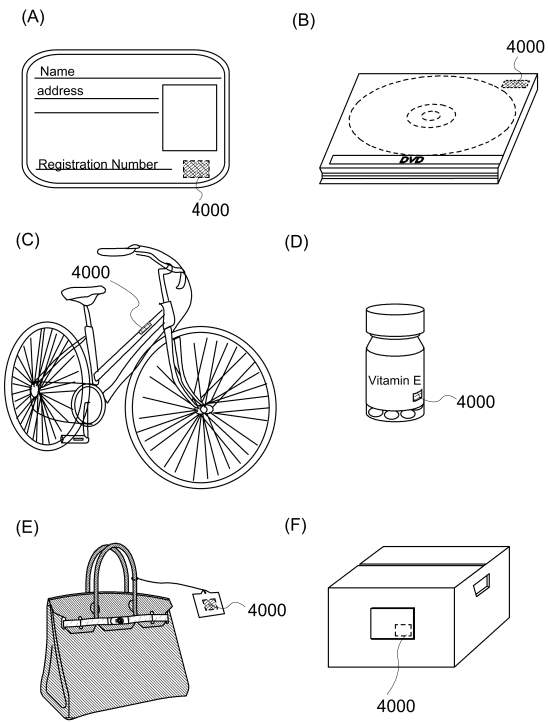 (A)
Name
address
Registration Number
4000
(B)
4000
DVD
(C)
4000
(D)
Vitamin E
4000
(E)
4000
(F)
4000